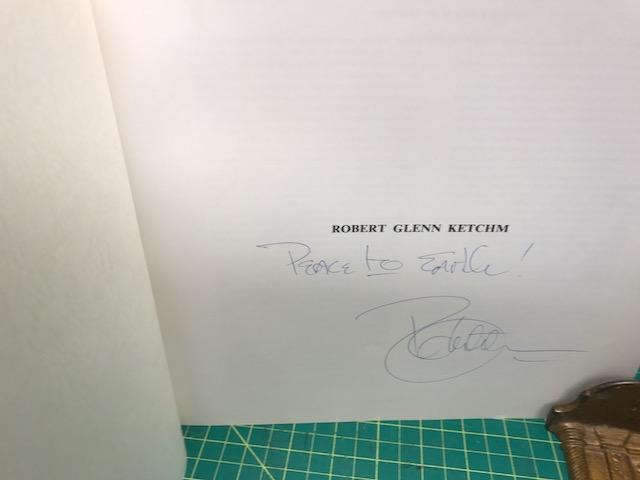 ROBERT GLENN KETCHM
Peace to Earth!